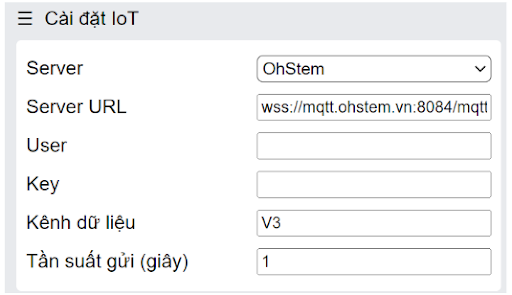 ☰ Cài đặt IoT
Server OhStem
Server URL wss://mqtt.ohstem.vn:8084/mqtt
User
Key
Kênh dữ liệu V3
Tần suất gửi (giây) 1